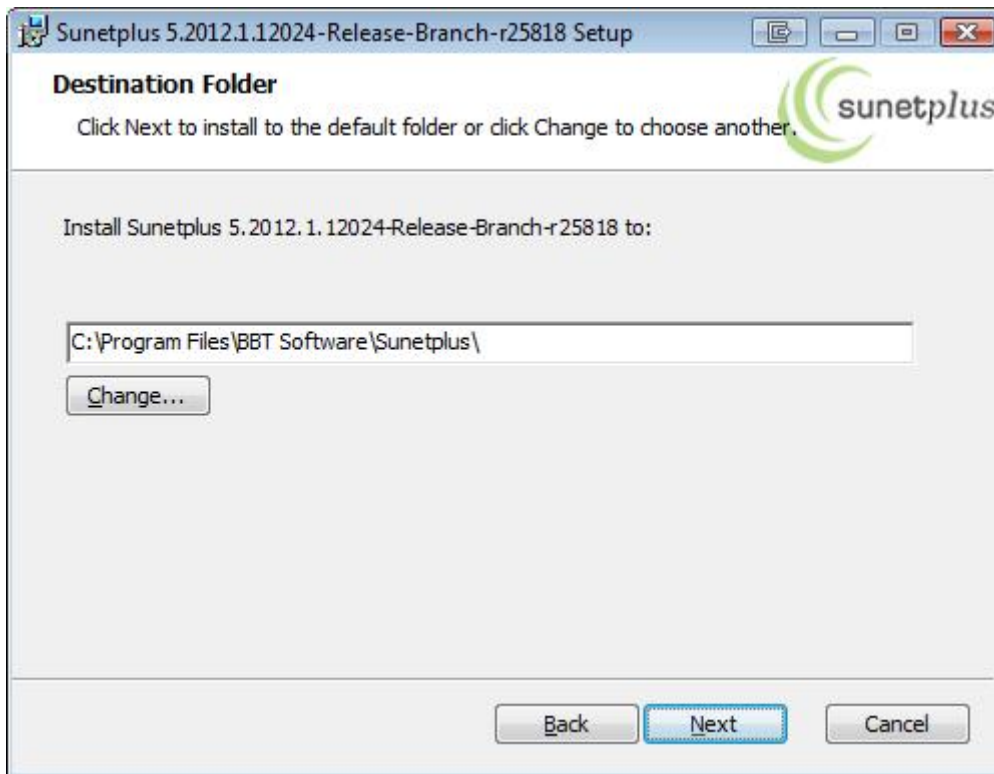 Sunetplus 5.2012.1.12024-Release-Branch-r25818 Setup
Destination Folder
Click Next to install to the default folder or click Change to choose another.
sunetplus
Install Sunetplus 5.2012.1.12024-Release-Branch-r25818 to:
C:\Program Files\BBT Software\Sunetplus\
Change...
Back Next Cancel